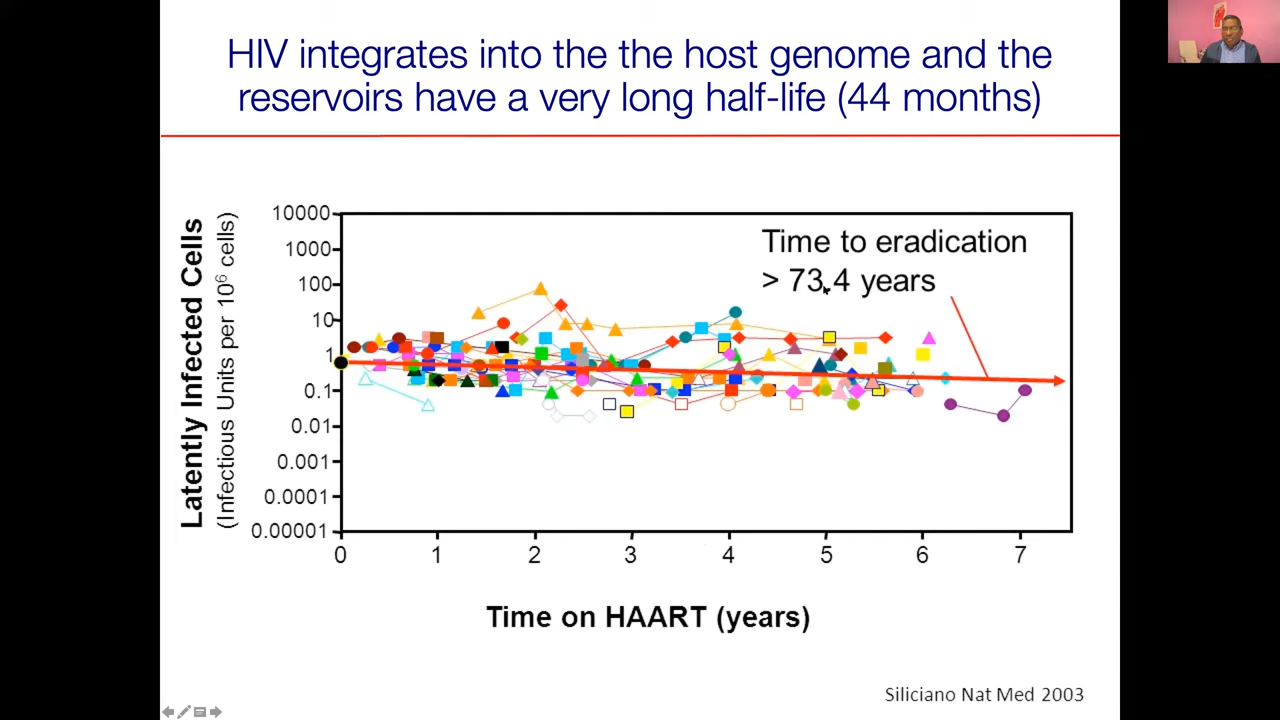 HIV integrates into the the host genome and the
reservoirs have a very long half-life (44 months)
Latently Infected Cells
(Infectious Units per 10⁶ cells)
10000
1000
100
10
1
0.1
0.01
0.001
0.0001
0.00001
Time to eradication
> 73.4 years
0 1 2 3 4 5 6 7
Time on HAART (years)
Siliciano Nat Med 2003